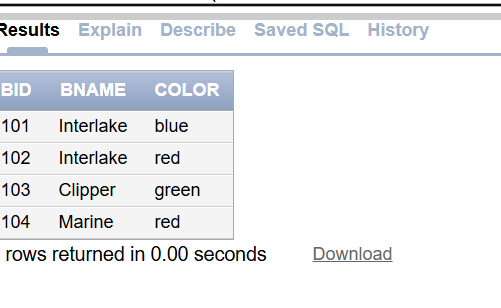 Results Explain Describe Saved SQL History
BID BNAME COLOR
101 Interlake blue
102 Interlake red
103 Clipper green
104 Marine red
rows returned in 0.00 seconds Download